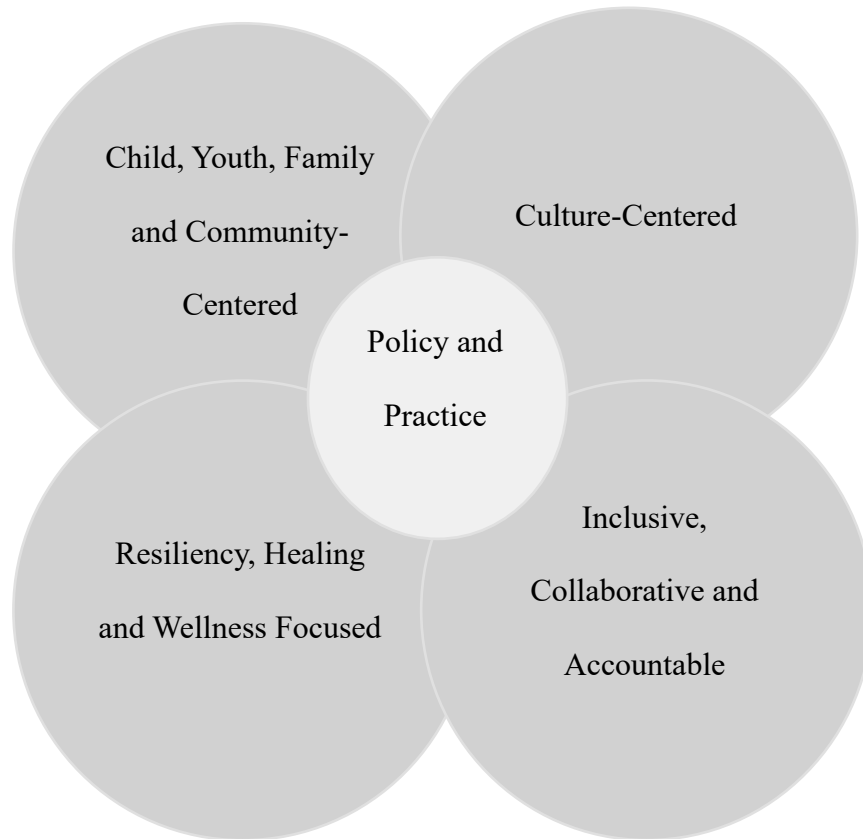 Child, Youth, Family
and Community-
Centered
Culture-Centered
Policy and
Practice
Resiliency, Healing
and Wellness Focused
Inclusive,
Collaborative and
Accountable